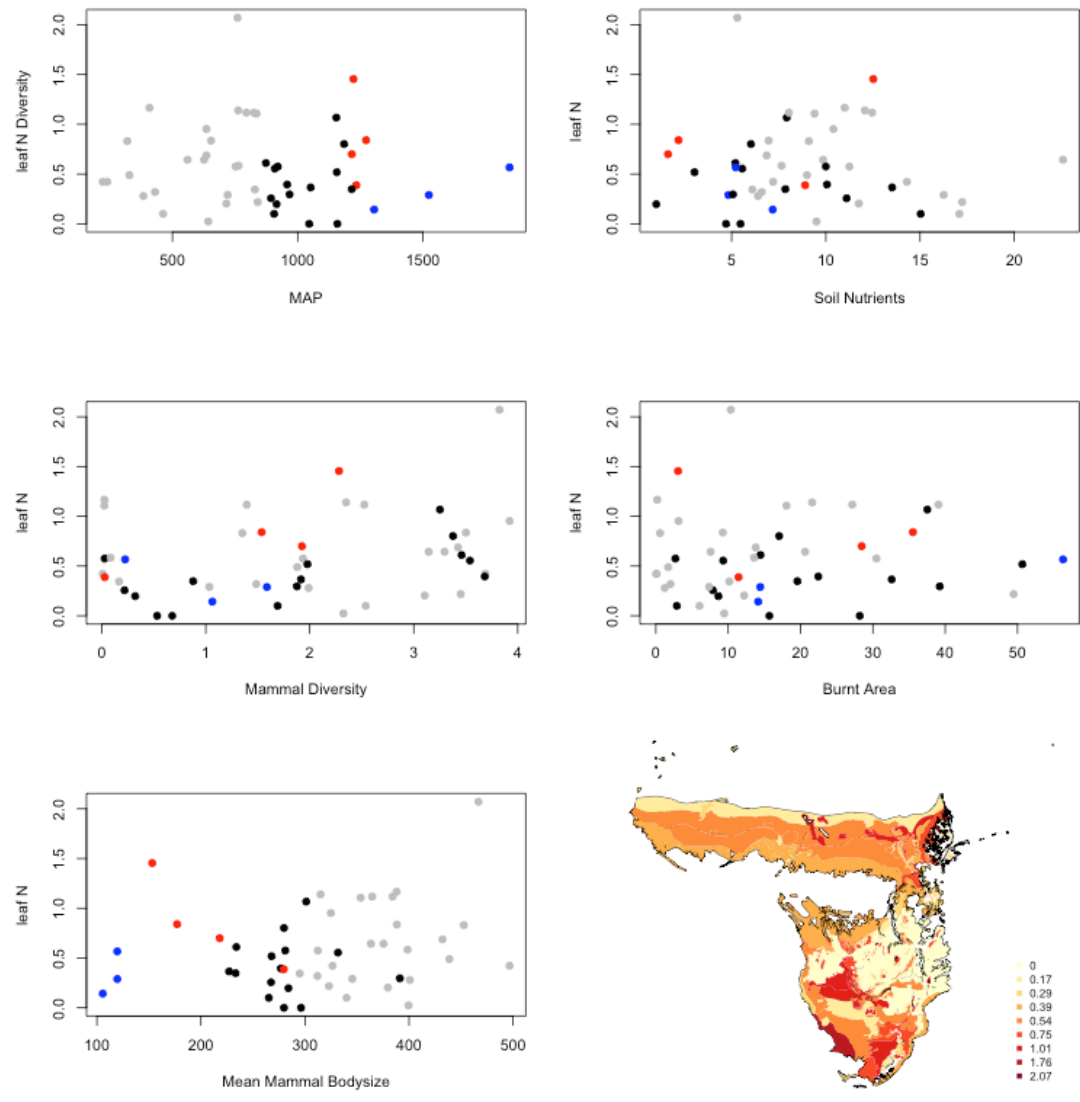 leaf N Diversity
0.0 0.5 1.0 1.5 2.0
500 1000 1500
MAP
leaf N
0.0 0.5 1.0 1.5 2.0
5 10 15 20
Soil Nutrients
leaf N
0.0 0.5 1.0 1.5 2.0
0 1 2 3 4
Mammal Diversity
leaf N
0.0 0.5 1.0 1.5 2.0
0 10 20 30 40 50
Burnt Area
leaf N
0.0 0.5 1.0 1.5 2.0
100 200 300 400 500
Mean Mammal Bodysize
0
0.17
0.29
0.39
0.54
0.75
1.01
1.76
2.07